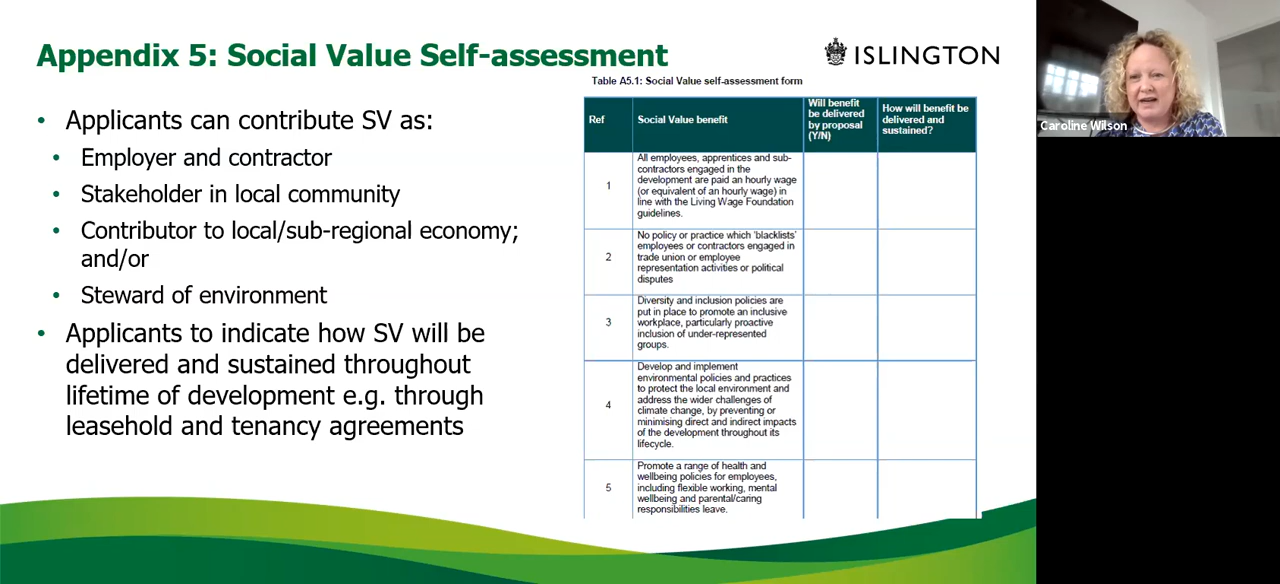 Appendix 5: Social Value Self-assessment
ISLINGTON
• Applicants can contribute SV as:
• Employer and contractor
• Stakeholder in local community
• Contributor to local/sub-regional economy;
and/or
• Steward of environment
• Applicants to indicate how SV will be
delivered and sustained throughout
lifetime of development e.g. through
leasehold and tenancy agreements
Table A5.1: Social Value self-assessment form
Ref
Social Value benefit
Will benefit
be delivered
by proposal
(Y/N)
How will benefit be
delivered and
sustained?
1
All employees, apprentices and sub-
contractors engaged in the
development are paid an hourly wage
(or equivalent of an hourly wage) in
line with the Living Wage Foundation
guidelines.
2
No policy or practice which ‘blacklists’
employees or contractors engaged in
trade union or employee
representation activities or political
disputes
3
Diversity and inclusion policies are
put in place to promote an inclusive
workplace, particularly proactive
inclusion of under-represented
groups.
4
Develop and implement
environmental policies and practices
to protect the local environment and
address the wider challenges of
climate change, by preventing or
minimising direct and indirect impacts
of the development throughout its
lifecycle.
5
Promote a range of health and
wellbeing policies for employees,
including flexible working, mental
wellbeing and parental/caring
responsibilities leave.
Caroline Wilson